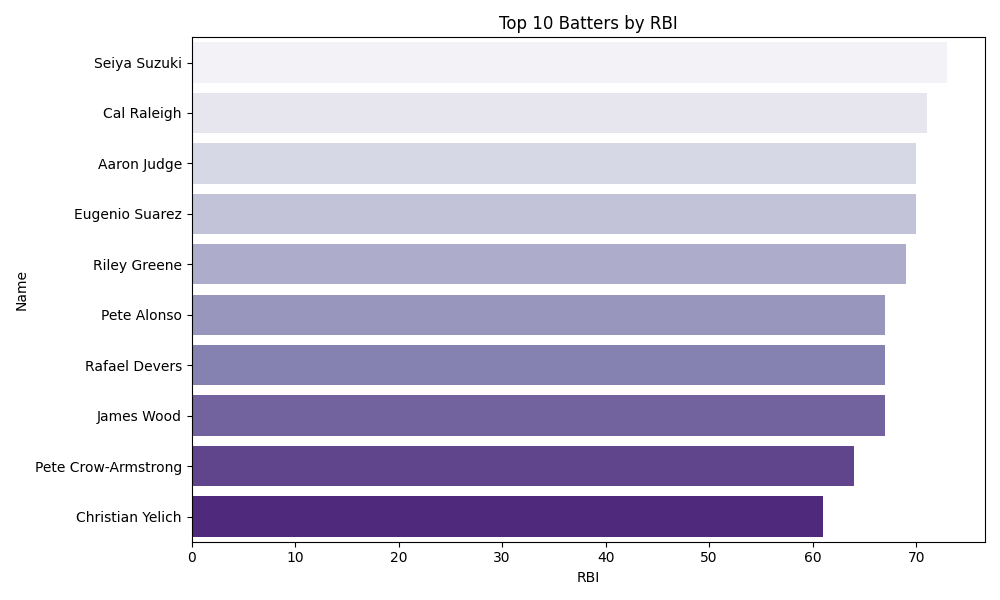 Top 10 Batters by RBI
Seiya Suzuki
Cal Raleigh
Aaron Judge
Eugenio Suarez
Riley Greene
Pete Alonso
Rafael Devers
James Wood
Pete Crow-Armstrong
Christian Yelich
Name
0 10 20 30 40 50 60 70
RBI